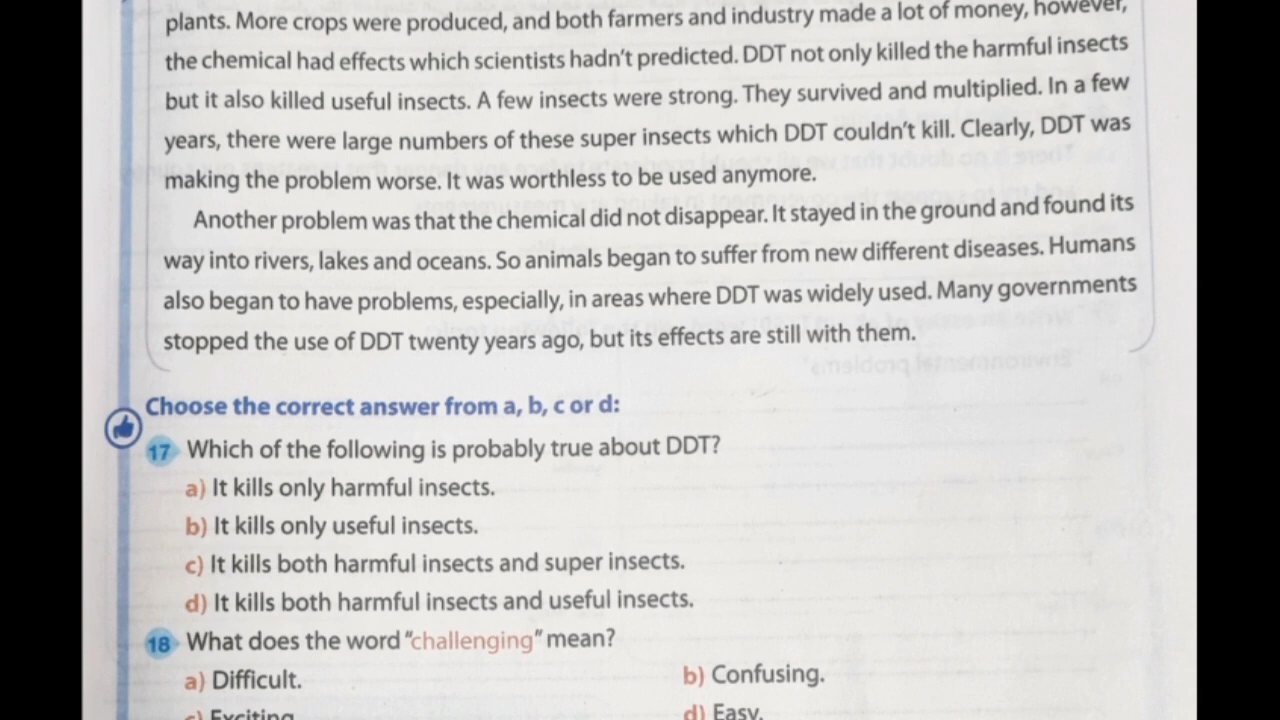 plants. More crops were produced, and both farmers and industry made a lot of money, however,
the chemical had effects which scientists hadn't predicted. DDT not only killed the harmful insects
but it also killed useful insects. A few insects were strong. They survived and multiplied. In a few
years, there were large numbers of these super insects which DDT couldn't kill. Clearly, DDT was
making the problem worse. It was worthless to be used anymore.
Another problem was that the chemical did not disappear. It stayed in the ground and found its
way into rivers, lakes and oceans. So animals began to suffer from new different diseases. Humans
also began to have problems, especially, in areas where DDT was widely used. Many governments
stopped the use of DDT twenty years ago, but its effects are still with them.
Choose the correct answer from a, b, c or d:
17 Which of the following is probably true about DDT?
a) It kills only harmful insects.
b) It kills only useful insects.
c) It kills both harmful insects and super insects.
d) It kills both harmful insects and useful insects.
18 What does the word "challenging" mean?
a) Difficult. b) Confusing.
c) Exciting. d) Easy.